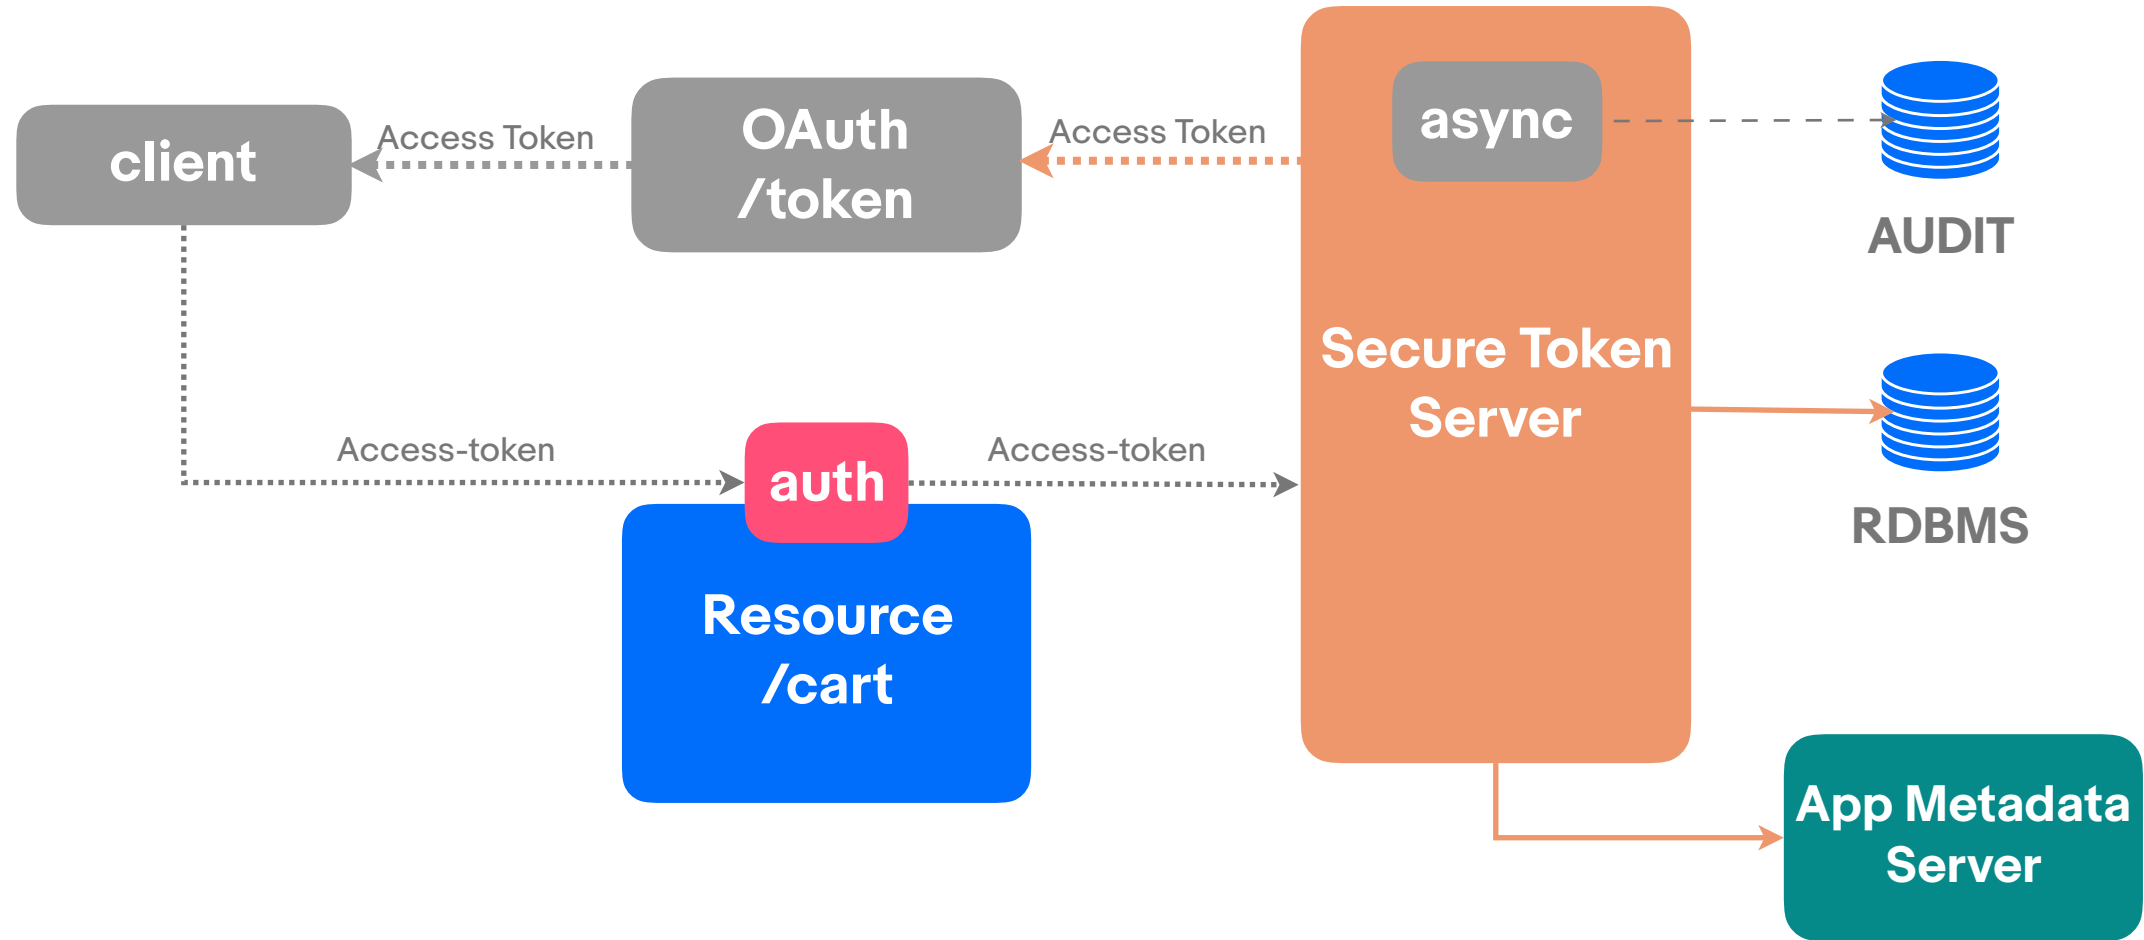 client
Access Token
OAuth
/token
Access Token
async
AUDIT
Secure Token
Server
RDBMS
Access-token
auth
Access-token
Resource
/cart
App Metadata
Server